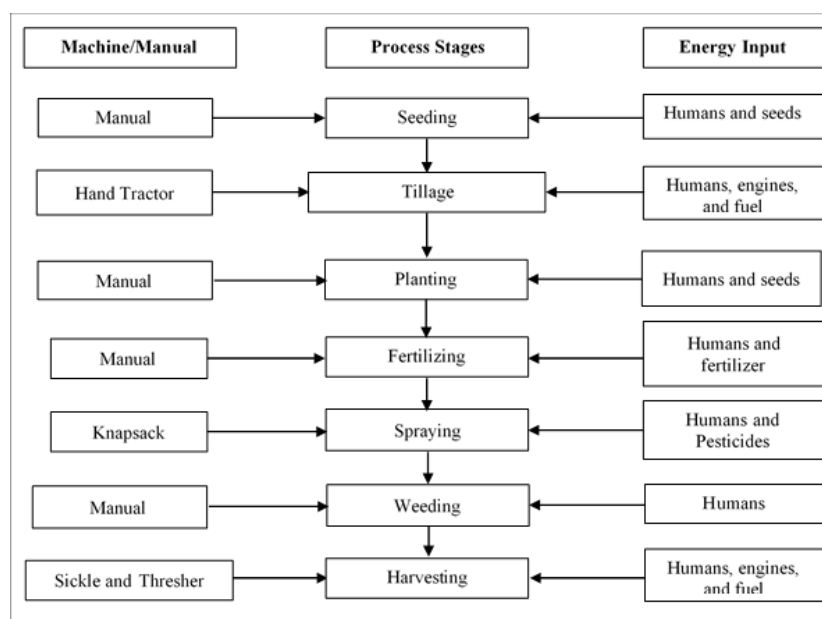 Machine/Manual
Process Stages
Energy Input
Manual
Seeding
Humans and seeds
Hand Tractor
Tillage
Humans, engines,
and fuel
Manual
Planting
Humans and seeds
Manual
Fertilizing
Humans and
fertilizer
Knapsack
Spraying
Humans and
Pesticides
Manual
Weeding
Humans
Sickle and Thresher
Harvesting
Humans, engines, and
and fuel